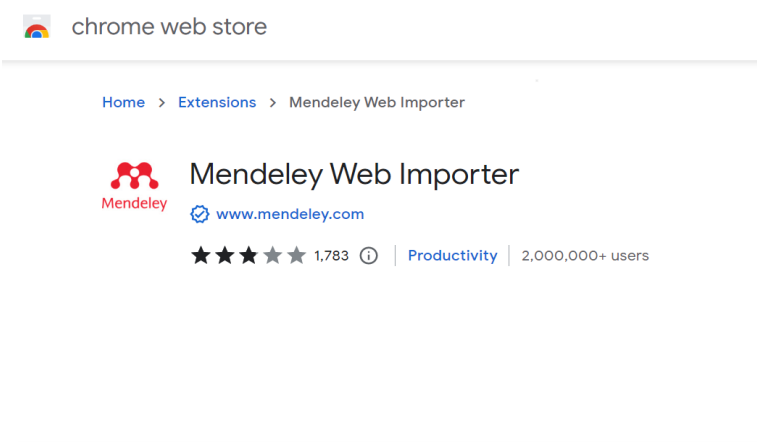 chrome web store
Home > Extensions > Mendeley Web Importer
Mendeley Web Importer
Mendeley
www.mendeley.com
1,783 Productivity 2,000,000+ users